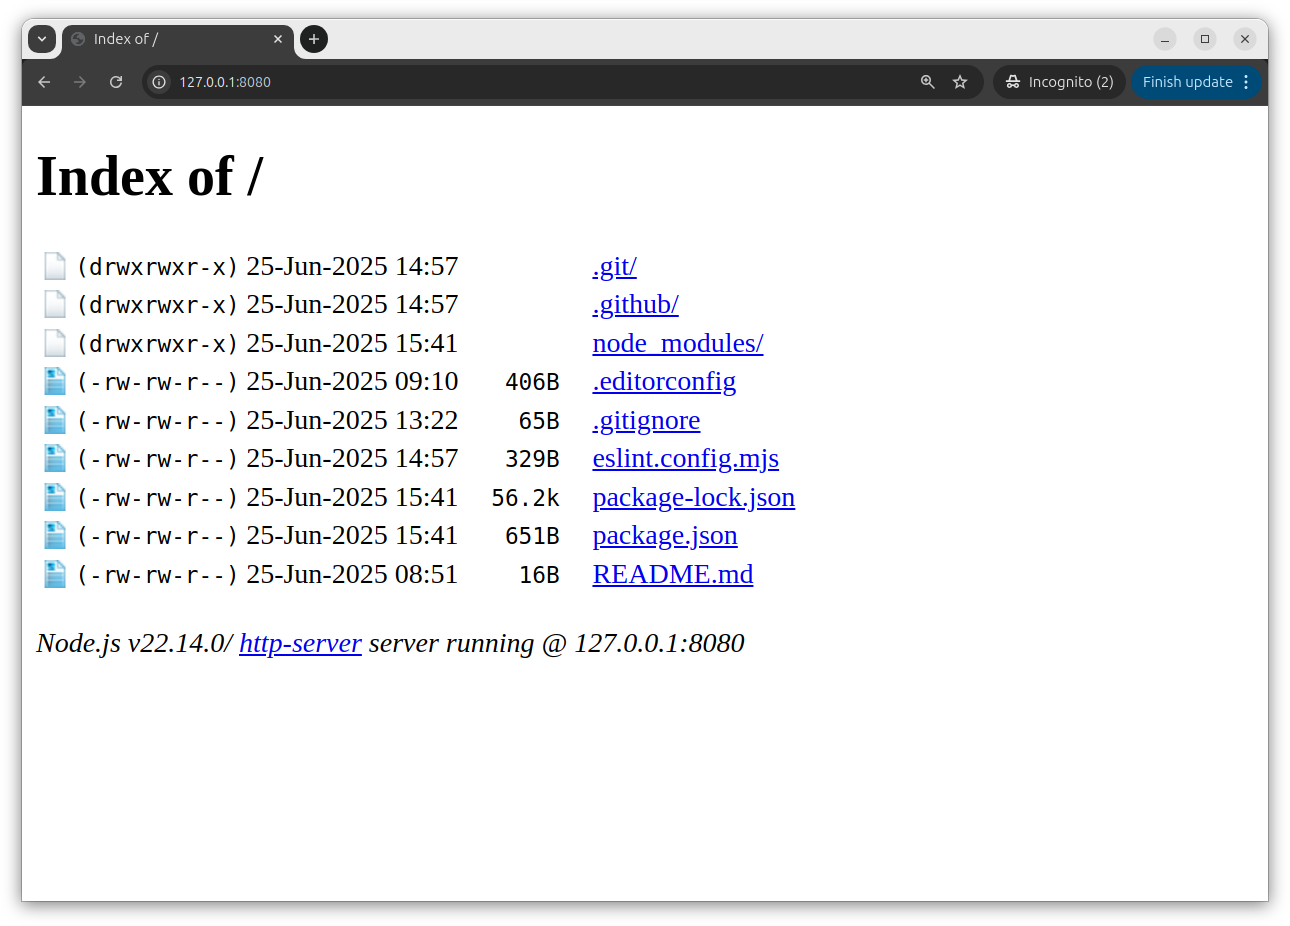 Index of /
127.0.0.1:8080
Incognito (2)
Finish update
Index of /
(drwxrwxr-x) 25-Jun-2025 14:57 .git/
(drwxrwxr-x) 25-Jun-2025 14:57 .github/
(drwxrwxr-x) 25-Jun-2025 15:41 node_modules/
(-rw-rw-r--) 25-Jun-2025 09:10 406B .editorconfig
(-rw-rw-r--) 25-Jun-2025 13:22 65B .gitignore
(-rw-rw-r--) 25-Jun-2025 14:57 329B eslint.config.mjs
(-rw-rw-r--) 25-Jun-2025 15:41 56.2k package-lock.json
(-rw-rw-r--) 25-Jun-2025 15:41 651B package.json
(-rw-rw-r--) 25-Jun-2025 08:51 16B README.md
Node.js v22.14.0/ http-server server running @ 127.0.0.1:8080